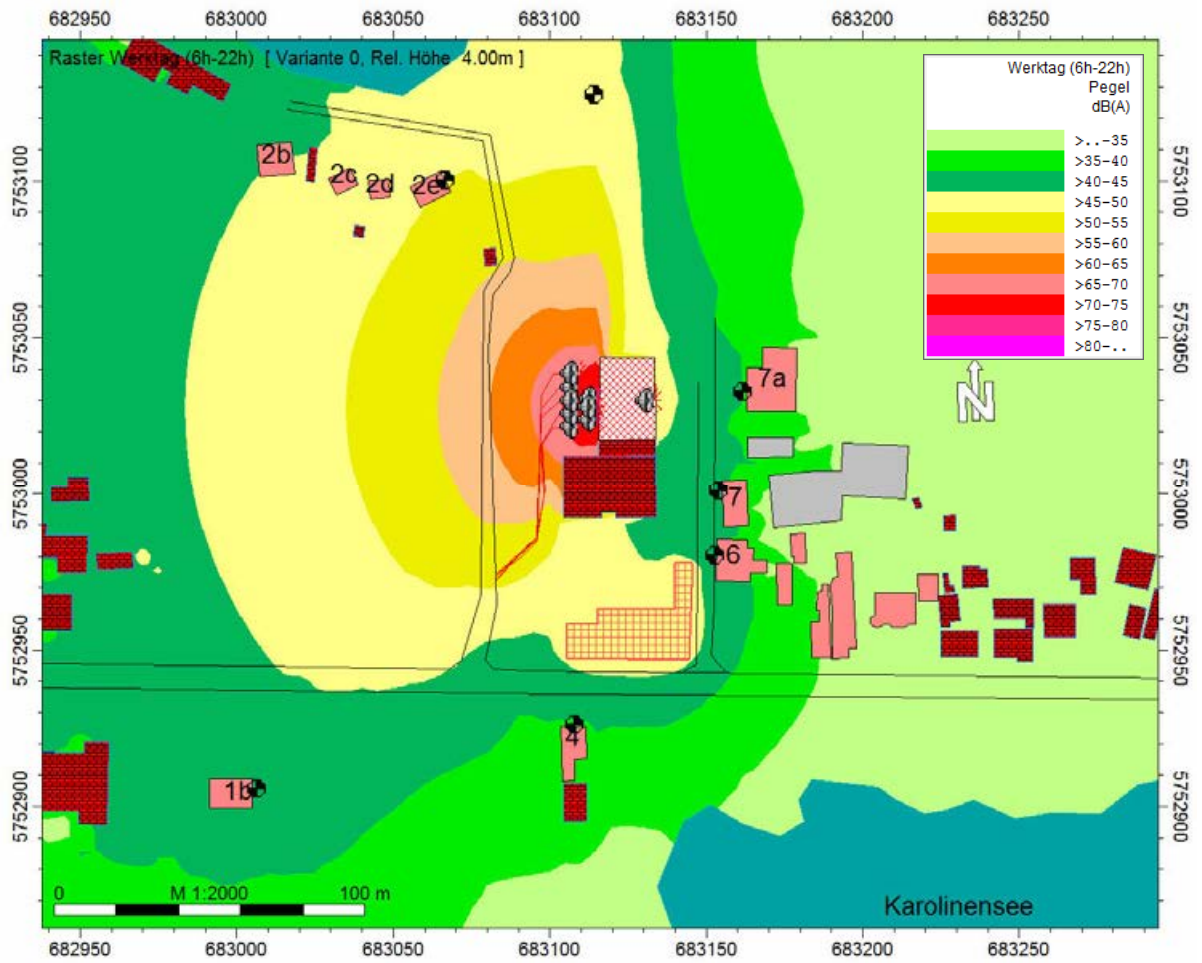 682950 683000 683050 683100 683150 683200 683250
Raster Werktag (6h-22h) [ Variante 0, Rel. Höhe 4.00m ]
Werktag (6h-22h)
Pegel
dB(A)
>..-35
>35-40
>40-45
>45-50
>50-55
>55-60
>60-65
>65-70
>70-75
>75-80
>80-..
5753100
5753050
5753000
5752950
5752900
5753100
5753050
5753000
5752950
5752900
2b
2c
2d
2e
N
7a
7
6
4
1b
0 M 1:2000 100 m
Karolinensee
682950 683000 683050 683100 683150 683200 683250